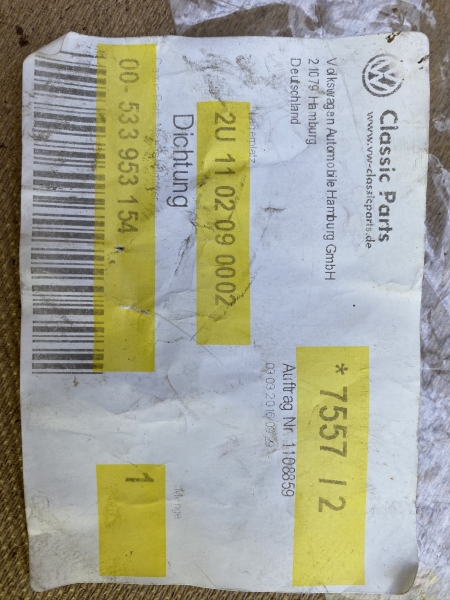 Classic Parts
www.vw-classicparts.de
Volkswagen Automobile Hamburg GmbH
21079 Hamburg
Deutschland
* 7557 / 2
Auftrag Nr. 1108859
2U 11 02 09 0002
Dichtung
Menge
1
00- 533 953 154